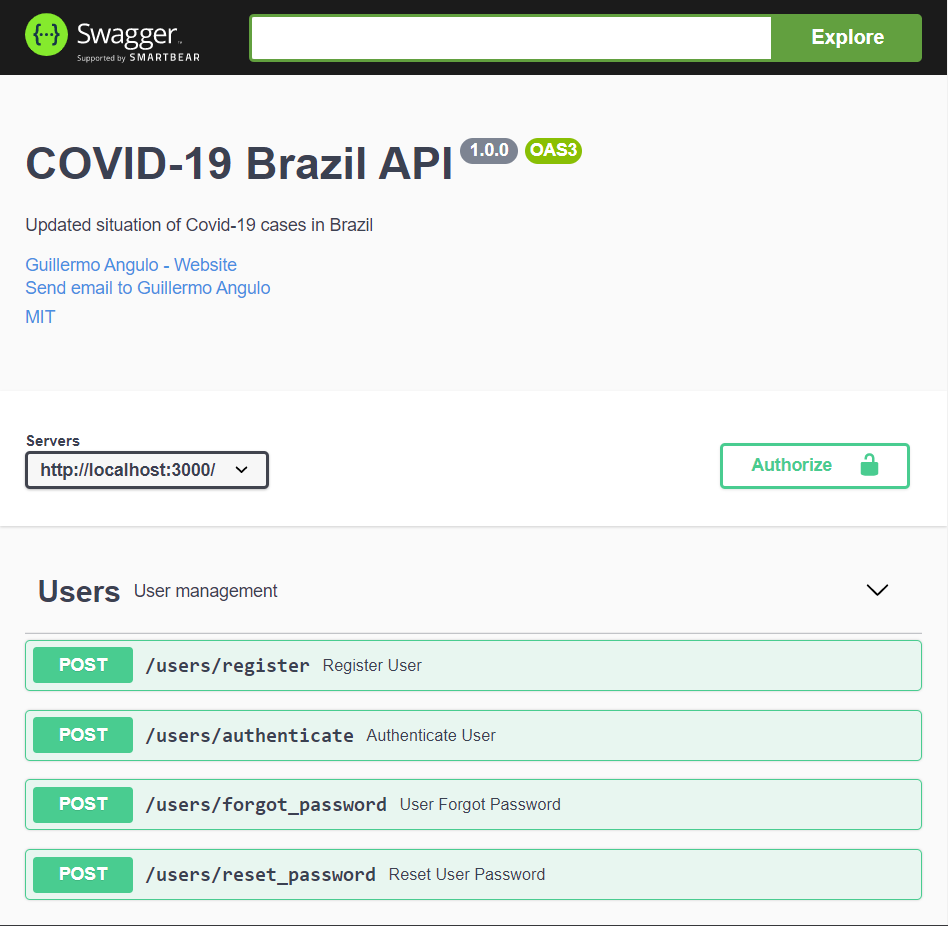 Swagger
Supported by SMARTBEAR
Explore
COVID-19 Brazil API 1.0.0 OAS3
Updated situation of Covid-19 cases in Brazil
Guillermo Angulo - Website
Send email to Guillermo Angulo
MIT
Servers
http://localhost:3000/
Authorize
Users User management
POST /users/register Register User
POST /users/authenticate Authenticate User
POST /users/forgot_password User Forgot Password
POST /users/reset_password Reset User Password